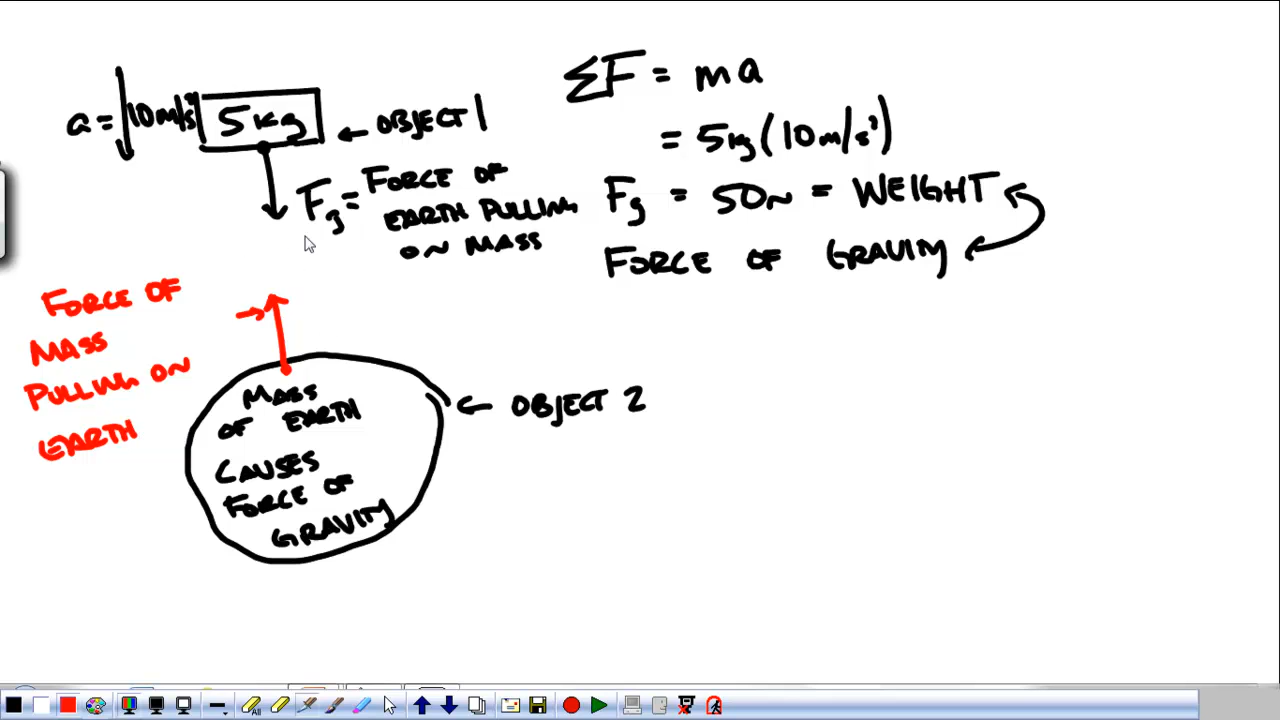 a = 10m/s²
5kg
← OBJECT 1
Fg = FORCE OF
EARTH PULLING
ON MASS
ΣF = ma
= 5kg(10m/s²)
Fg = 50N = WEIGHT
FORCE OF GRAVITY
FORCE OF
MASS
PULLING ON
EARTH
MASS
OF EARTH
CAUSES
FORCE OF
GRAVITY
← OBJECT 2
All